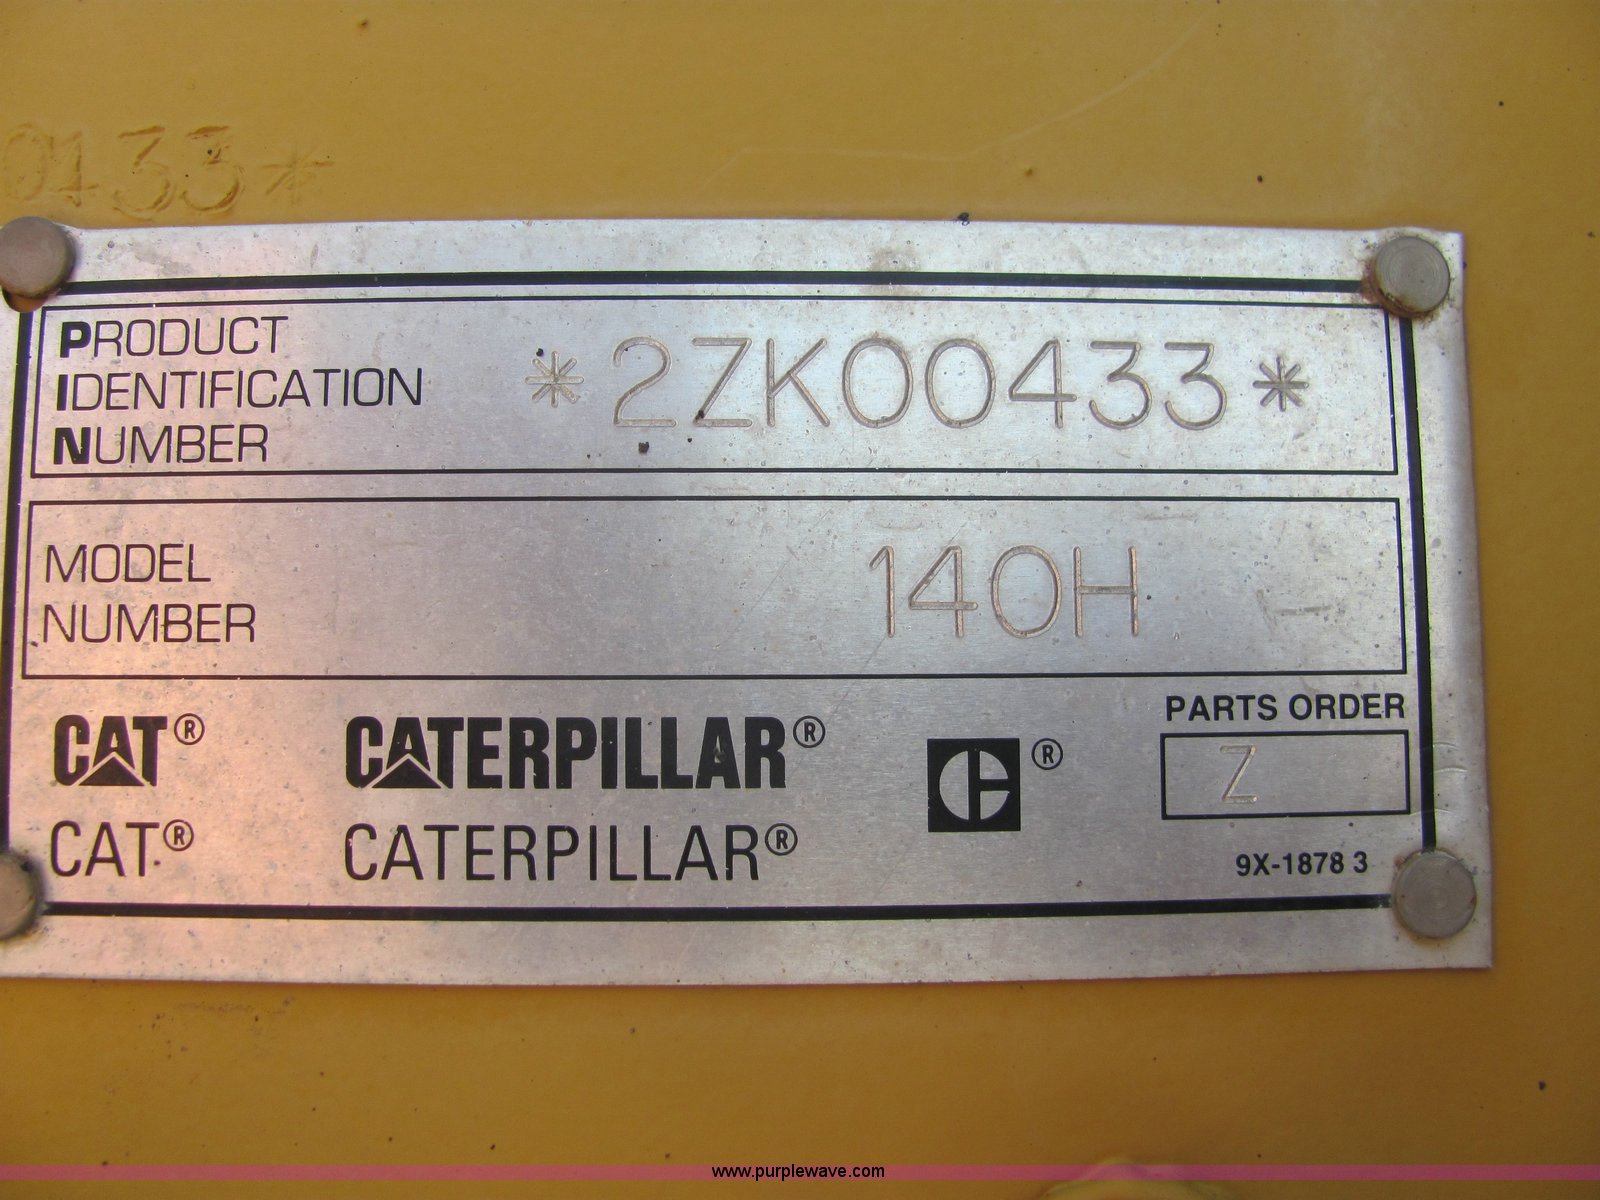 0433*
PRODUCT
IDENTIFICATION
NUMBER
*2ZK00433*
MODEL
NUMBER
140H
CAT® CATERPILLAR® C®
CAT® CATERPILLAR®
PARTS ORDER
Z
9X-1878 3
www.purplewave.com